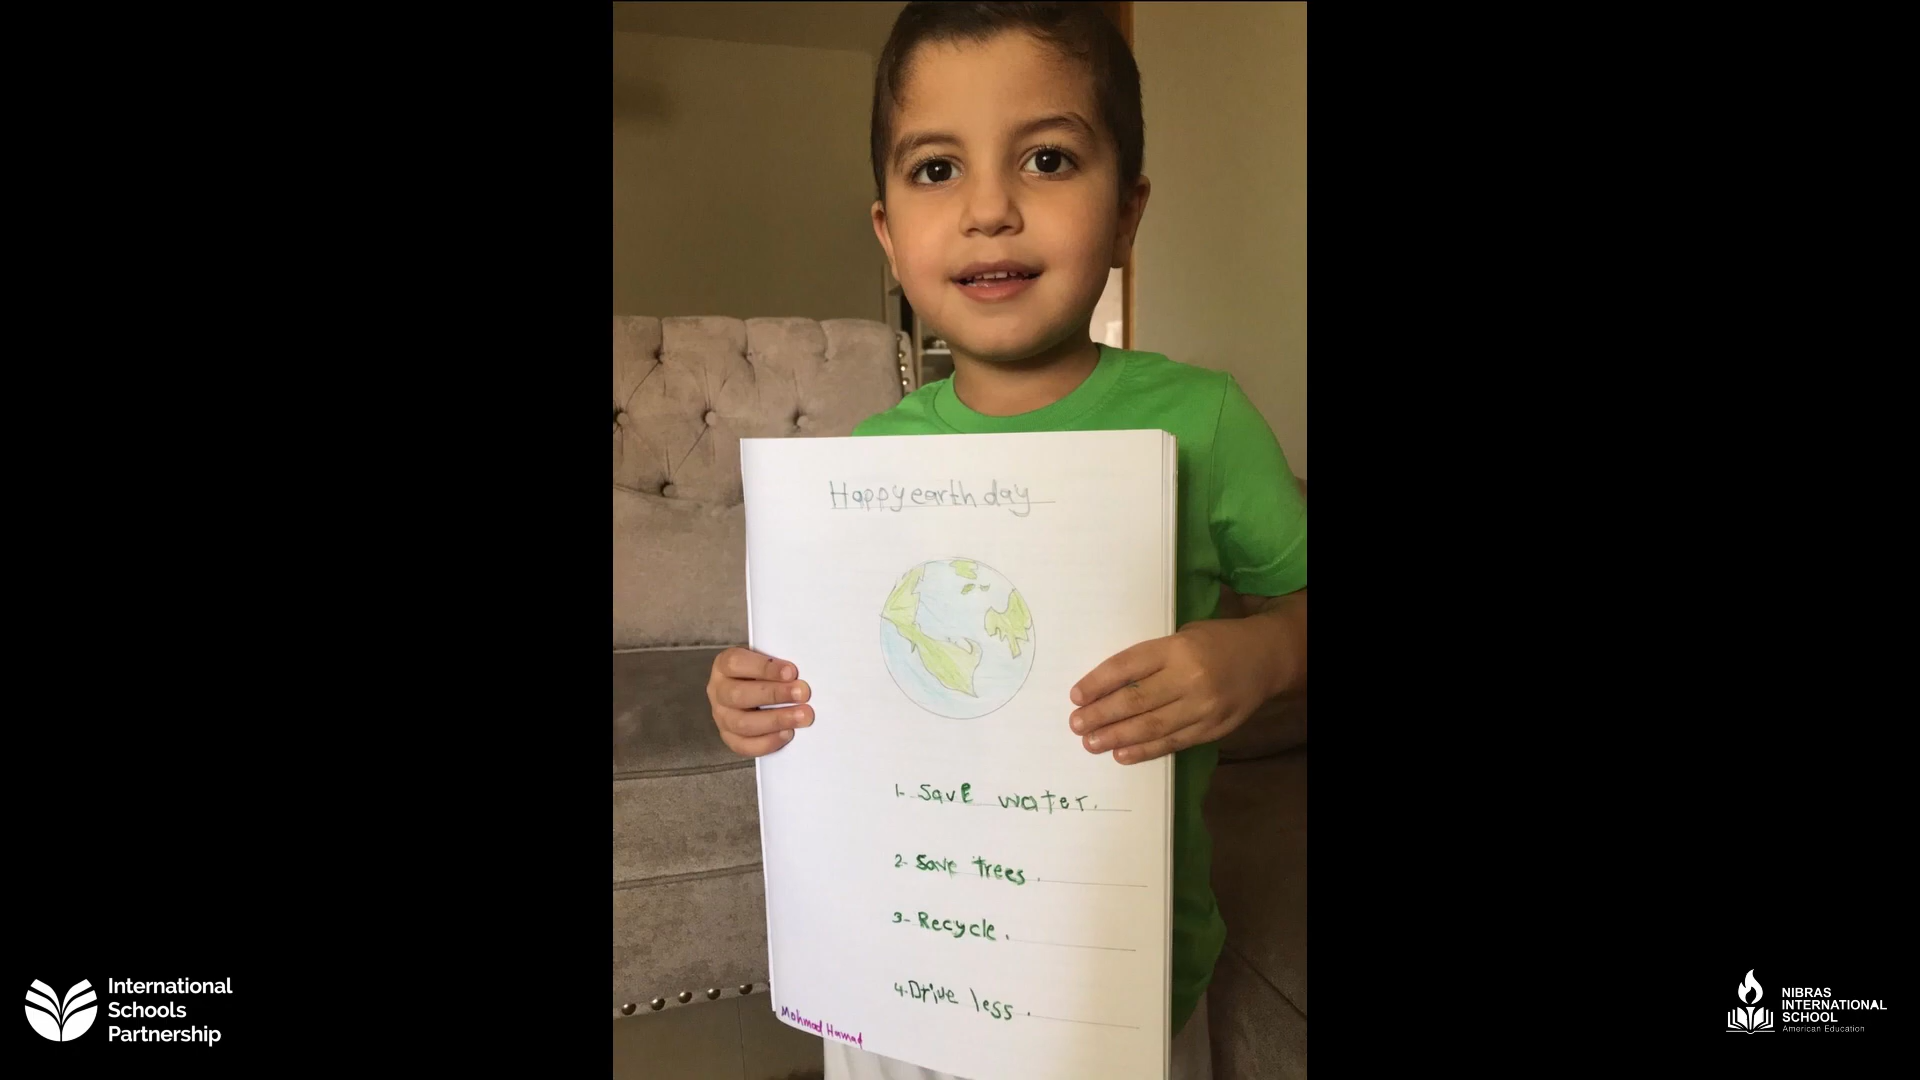 Happy earth day
1- Save water.
2- Save trees.
3- Recycle.
4. Drive less.
Mohmad Hamad
International
Schools
Partnership
NIBRAS
INTERNATIONAL
SCHOOL
American Education